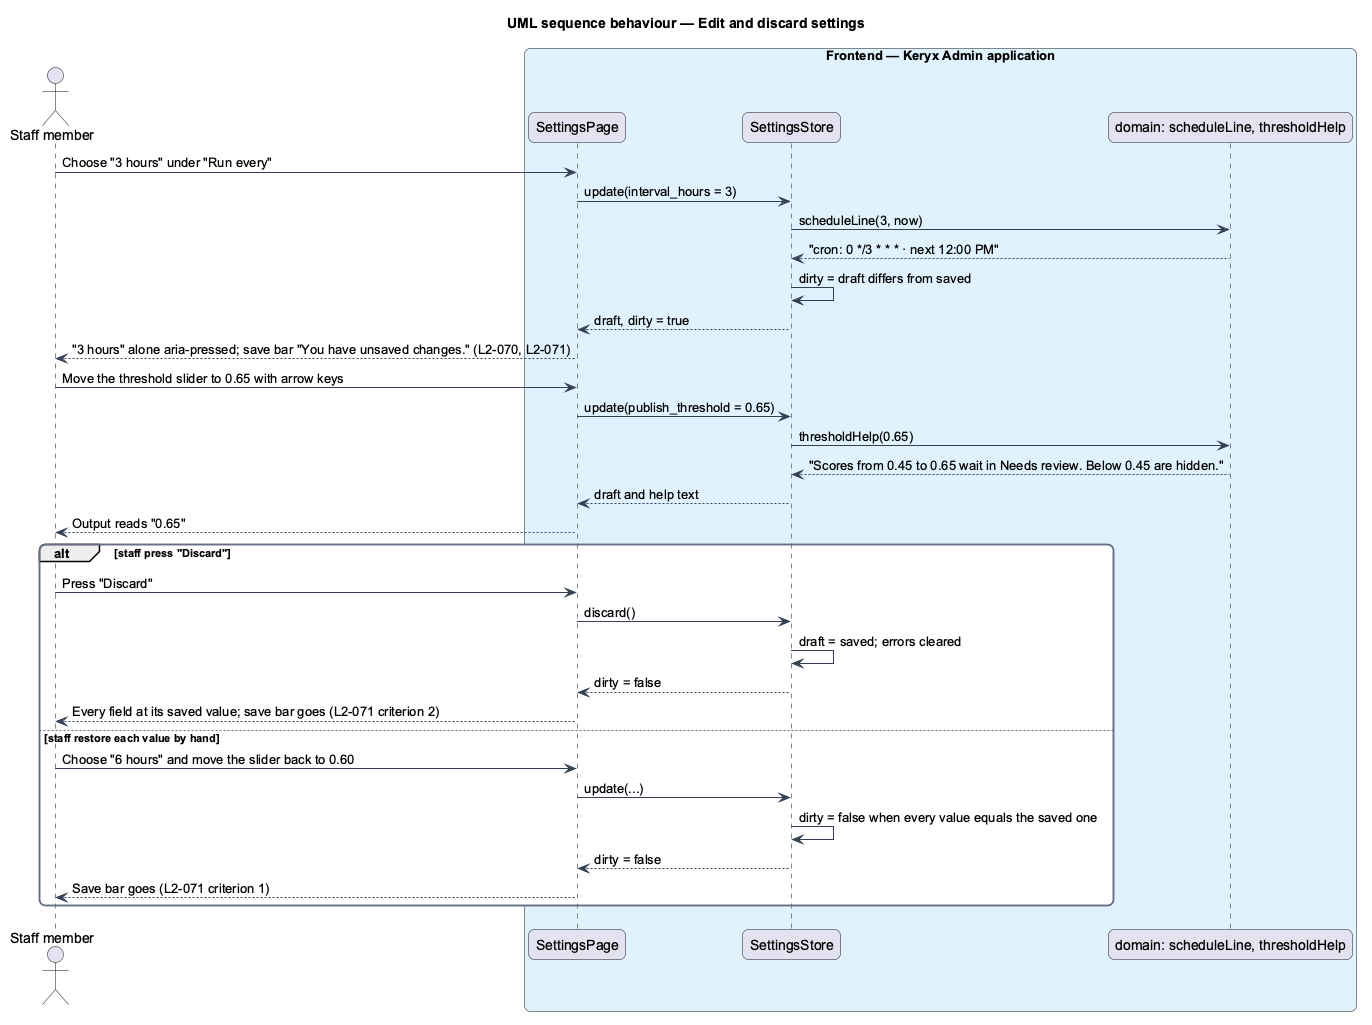 UML sequence behaviour — Edit and discard settings
Frontend — Keryx Admin application
Staff member
SettingsPage
SettingsStore
domain: scheduleLine, thresholdHelp
Choose "3 hours" under "Run every"
update(interval_hours = 3)
scheduleLine(3, now)
"cron: 0 */3 * * * · next 12:00 PM"
dirty = draft differs from saved
draft, dirty = true
"3 hours" alone aria-pressed; save bar "You have unsaved changes." (L2-070, L2-071)
Move the threshold slider to 0.65 with arrow keys
update(publish_threshold = 0.65)
thresholdHelp(0.65)
"Scores from 0.45 to 0.65 wait in Needs review. Below 0.45 are hidden."
draft and help text
Output reads "0.65"
alt
[staff press "Discard"]
Press "Discard"
discard()
draft = saved; errors cleared
dirty = false
Every field at its saved value; save bar goes (L2-071 criterion 2)
[staff restore each value by hand]
Choose "6 hours" and move the slider back to 0.60
update(...)
dirty = false when every value equals the saved one
dirty = false
Save bar goes (L2-071 criterion 1)
Staff member
SettingsPage
SettingsStore
domain: scheduleLine, thresholdHelp